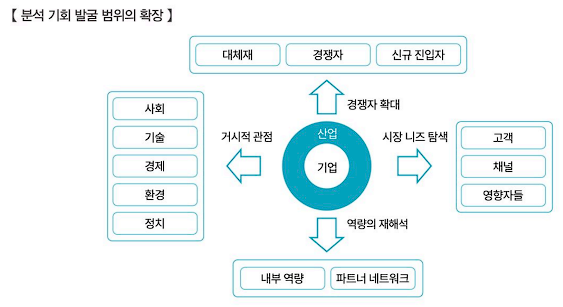 【 분석 기회 발굴 범위의 확장 】
대체재 경쟁자 신규 진입자
경쟁자 확대
사회
기술
경제
환경
정치
거시적 관점
산업
기업
시장 니즈 탐색
고객
채널
영향자들
역량의 재해석
내부 역량 파트너 네트워크